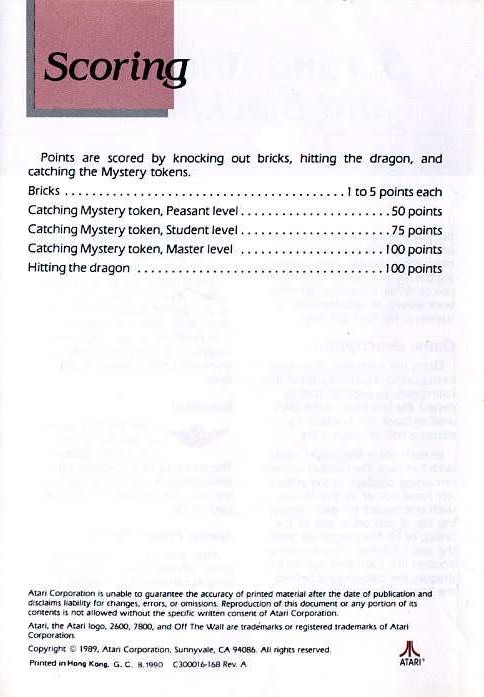 Scoring
Points are scored by knocking out bricks, hitting the dragon, and
catching the Mystery tokens.
Bricks ........................................ 1 to 5 points each
Catching Mystery token, Peasant level ...................... 50 points
Catching Mystery token, Student level ...................... 75 points
Catching Mystery token, Master level ..................... 100 points
Hitting the dragon .................................... 100 points
Atari Corporation is unable to guarantee the accuracy of printed material after the date of publication and
disclaims liability for changes, errors, or omissions. Reproduction of this document or any portion of its
contents is not allowed without the specific written consent of Atari Corporation.
Atari, the Atari logo, 2600, 7800, and Off The Wall are trademarks or registered trademarks of Atari
Corporation.
Copyright © 1989, Atari Corporation, Sunnyvale, CA 94086. All rights reserved.
Printed in Hong Kong. G. C. 8.1990 C300016-168 Rev. A
ATARI®